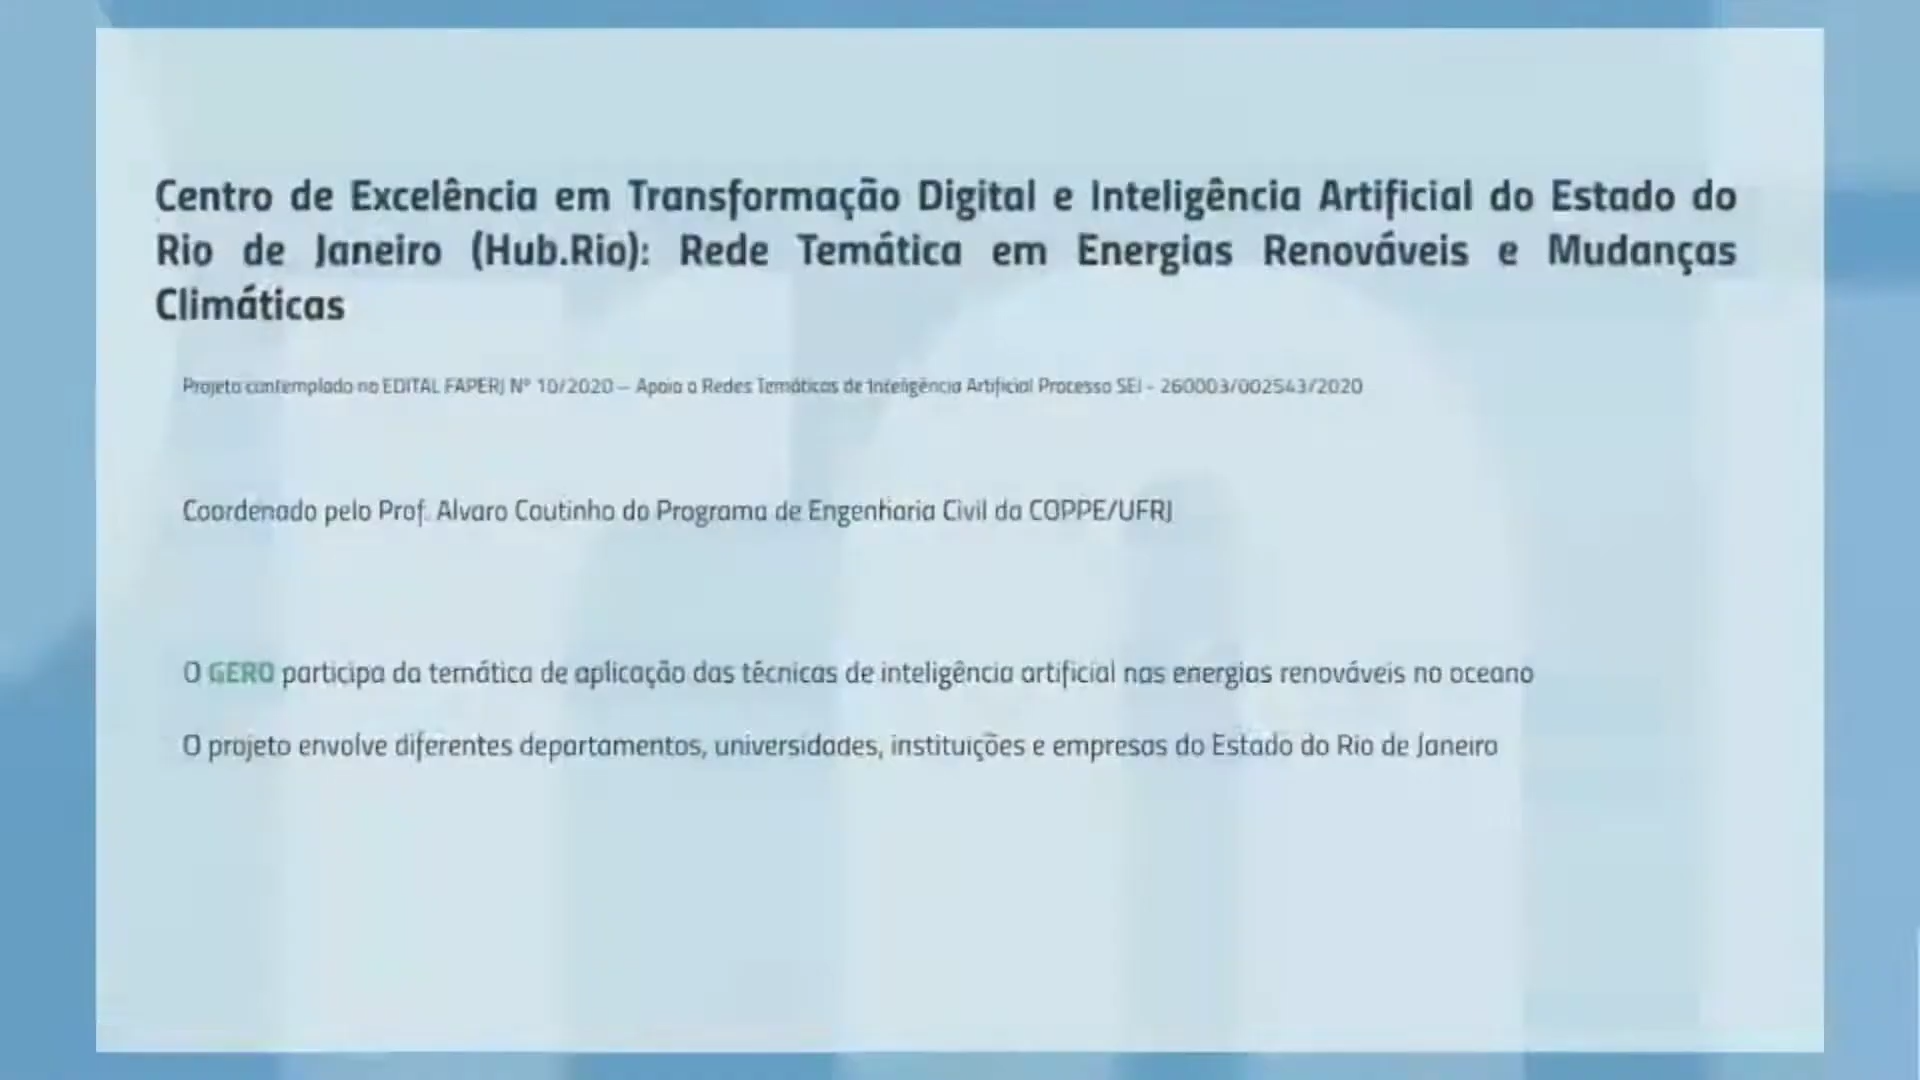 Centro de Excelência em Transformação Digital e Inteligência Artificial do Estado do
Rio de Janeiro (Hub.Rio): Rede Temática em Energias Renováveis e Mudanças
Climáticas
Projeto contemplado no EDITAL FAPERJ Nº 10/2020 – Apoio a Redes Temáticas de Inteligência Artificial Processo SEI - 260003/002543/2020
Coordenado pelo Prof. Alvaro Coutinho do Programa de Engenharia Civil da COPPE/UFRJ
O GERO participa da temática de aplicação das técnicas de inteligência artificial nas energias renováveis no oceano
O projeto envolve diferentes departamentos, universidades, instituições e empresas do Estado do Rio de Janeiro